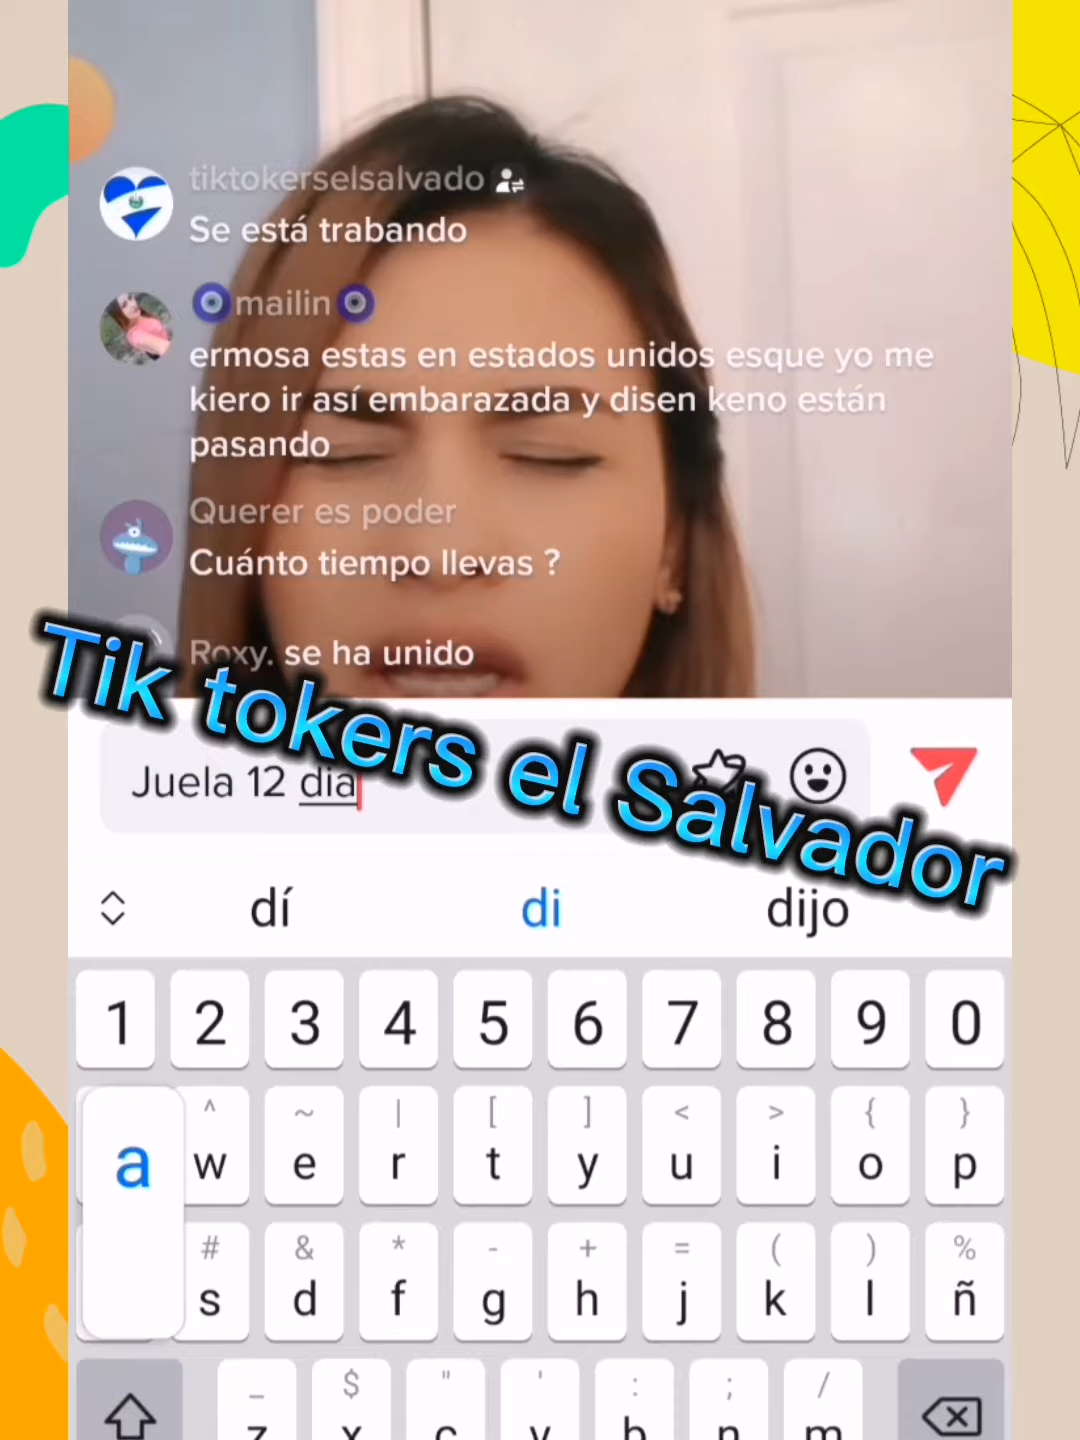 tiktokerselsalvado
Se está trabando
mailin
ermosa estas en estados unidos esque yo me
kiero ir así embarazada y disen keno están
pasando
Querer es poder
Cuánto tiempo llevas ?
Roxy. se ha unido
Tik tokers el Salvador
Juela 12 dia
dí di dijo
1 2 3 4 5 6 7 8 9 0
^ ~ | [ ] < > { }
a w e r t y u i o p
# & * - + = ( ) %
s d f g h j k l ñ
_ $ " ' : ; /
z x c v b n m